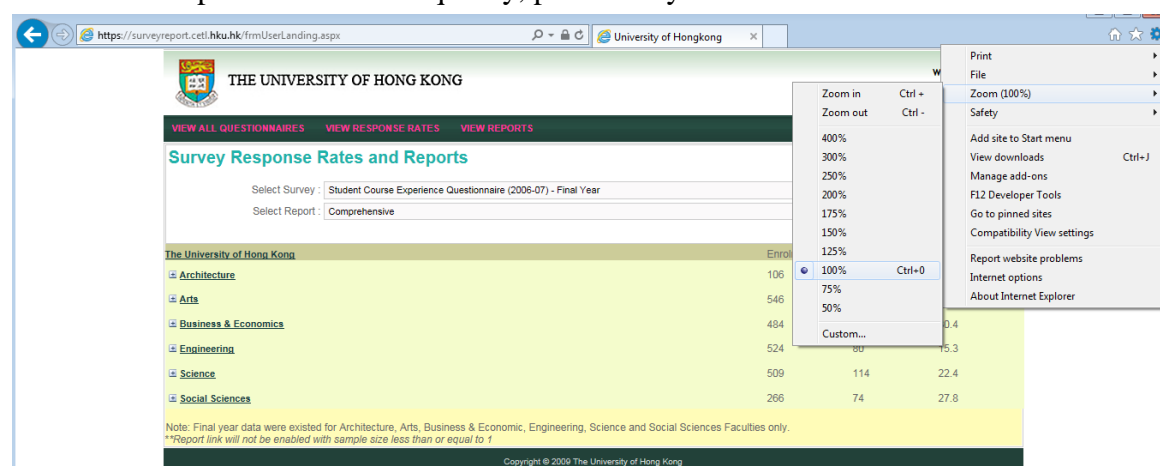 https://surveyreport.cetl.hku.hk/frmUserLanding.aspx
University of Hongkong
THE UNIVERSITY OF HONG KONG
VIEW ALL QUESTIONNAIRES VIEW RESPONSE RATES VIEW REPORTS
Survey Response Rates and Reports
Select Survey : Student Course Experience Questionnaire (2006-07) - Final Year
Select Report : Comprehensive
The University of Hong Kong
Architecture 106
Arts 546
Business & Economics 484
Engineering 524 80 15.3
Science 509 114 22.4
Social Sciences 266 74 27.8
Note: Final year data were existed for Architecture, Arts, Business & Economic, Engineering, Science and Social Sciences Faculties only.
**Report link will not be enabled with sample size less than or equal to 1
Copyright © 2009 The University of Hong Kong
Zoom in Ctrl +
Zoom out Ctrl -
400%
300%
250%
200%
175%
150%
125%
100% Ctrl+0
75%
50%
Custom...
Print
File
Zoom (100%)
Safety
Add site to Start menu
View downloads Ctrl+J
Manage add-ons
F12 Developer Tools
Go to pinned sites
Compatibility View settings
Report website problems
Internet options
About Internet Explorer